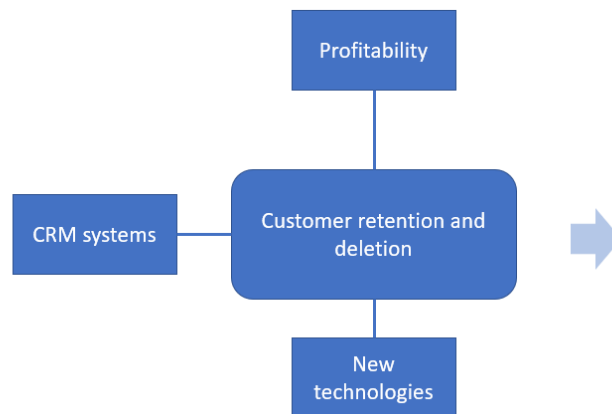 Profitability
CRM systems
Customer retention and
deletion
New
technologies